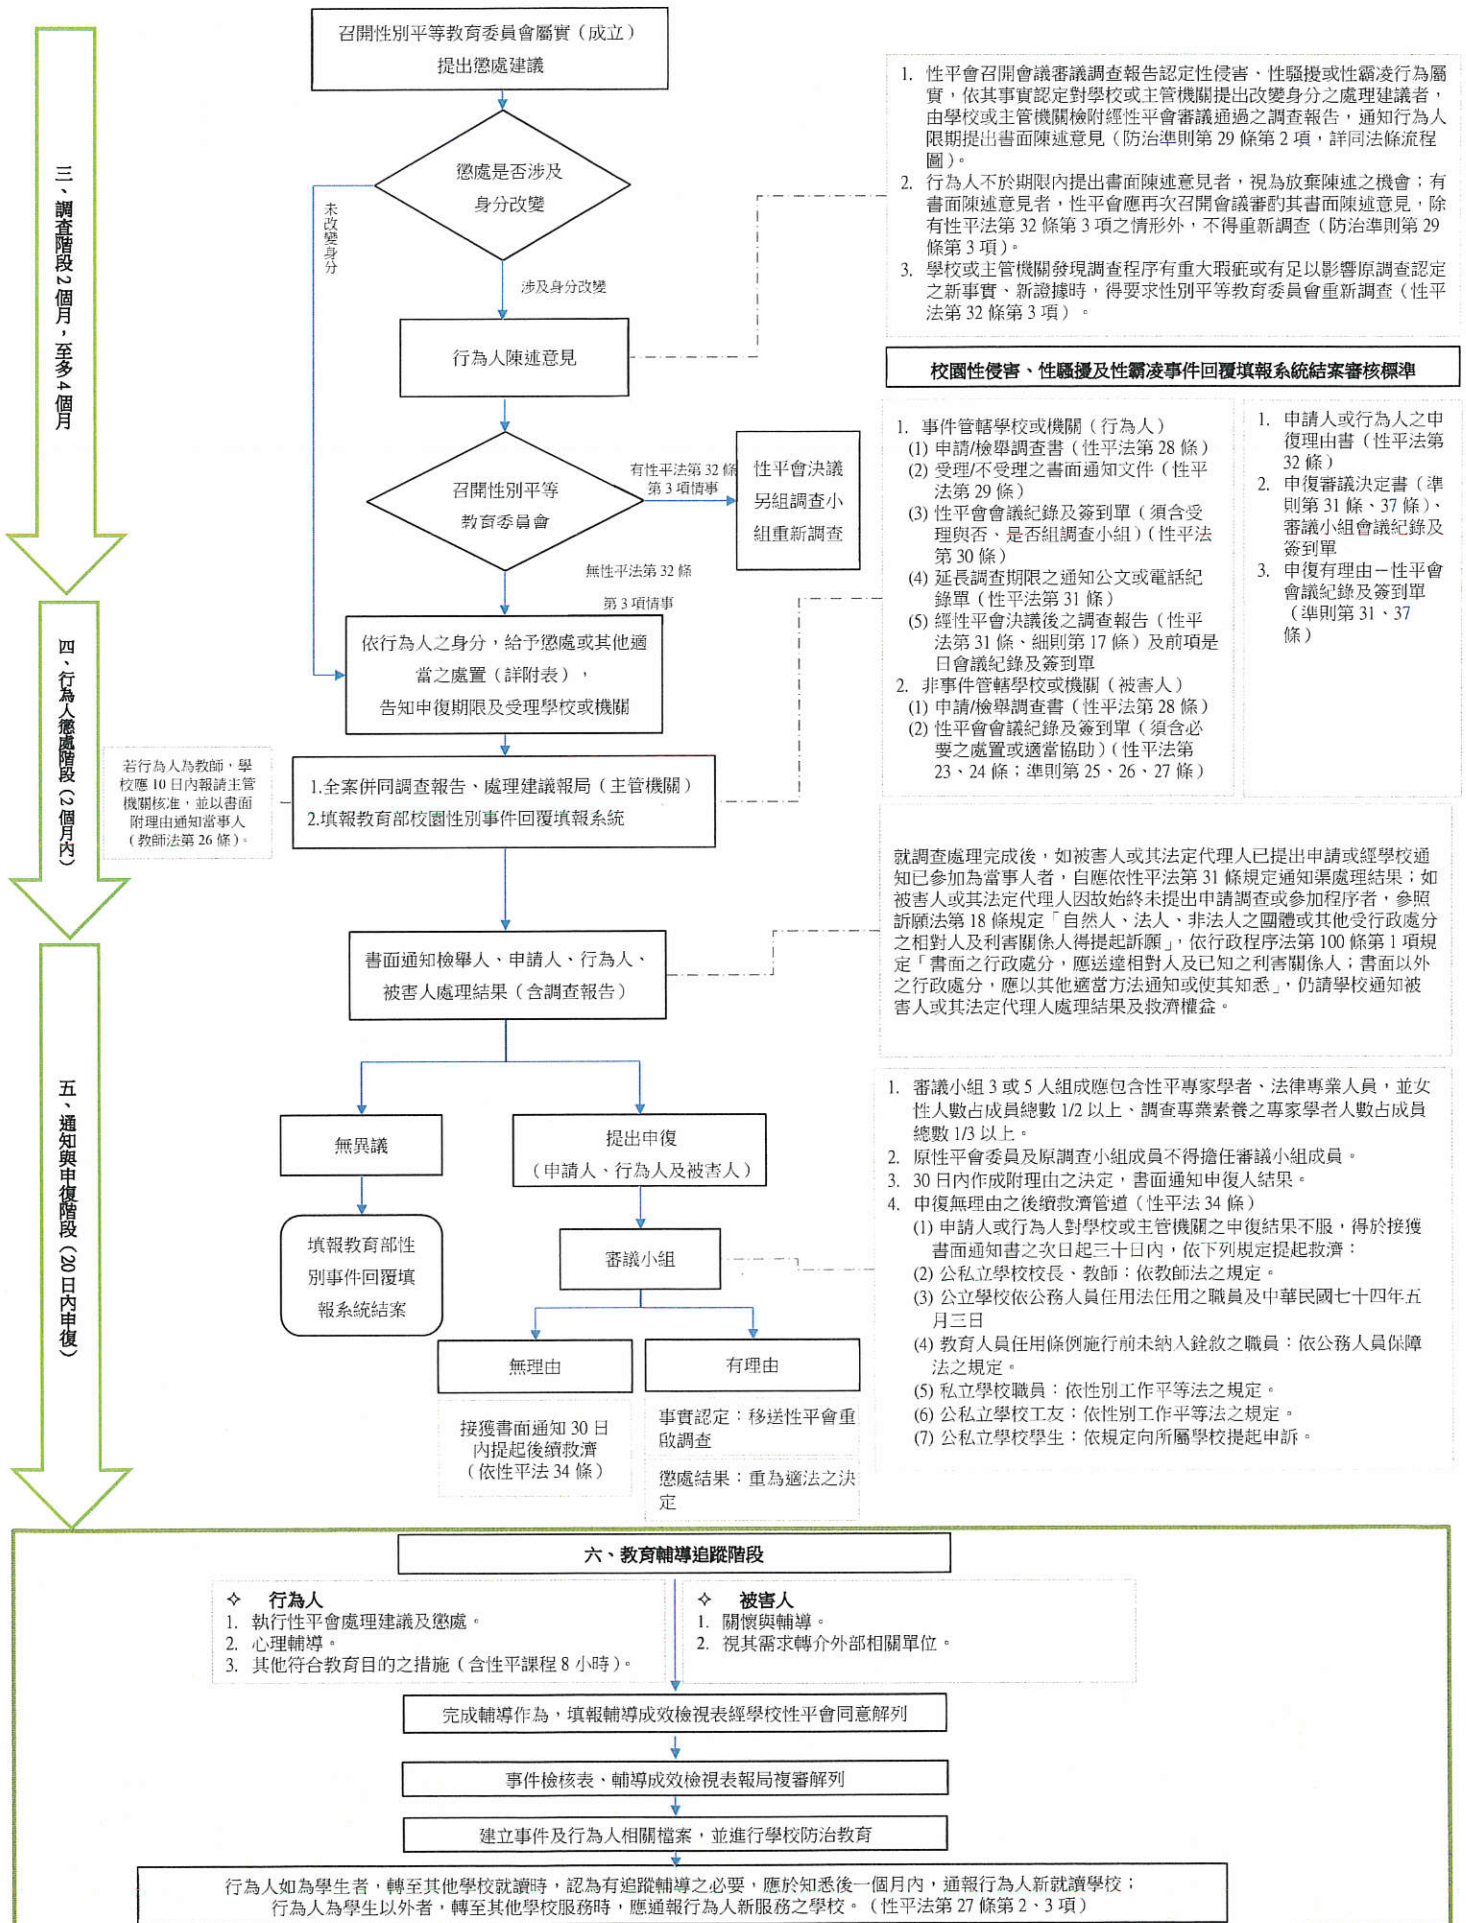 召開性別平等教育委員會屬實（成立）
提出懲處建議
三、調查階段2個月，至多4個月
懲處是否涉及
身分改變
未改變身分
涉及身分改變
行為人陳述意見
召開性別平等
教育委員會
有性平法第 32 條
第 3 項情事
性平會決議
另組調查小
組重新調查
無性平法第 32 條
第 3 項情事
1. 性平會召開會議審議調查報告認定性侵害、性騷擾或性霸凌行為屬
實，依其事實認定對學校或主管機關提出改變身分之處理建議者，
由學校或主管機關檢附經性平會審議通過之調查報告，通知行為人
限期提出書面陳述意見（防治準則第 29 條第 2 項，詳同法條流程
圖）。
2. 行為人不於期限內提出書面陳述意見者，視為放棄陳述之機會；有
書面陳述意見者，性平會應再次召開會議審酌其書面陳述意見，除
有性平法第 32 條第 3 項之情形外，不得重新調查（防治準則第 29
條第 3 項）。
3. 學校或主管機關發現調查程序有重大瑕疵或有足以影響原調查認定
之新事實、新證據時，得要求性別平等教育委員會重新調查（性平
法第 32 條第 3 項）。
校園性侵害、性騷擾及性霸凌事件回覆填報系統結案審核標準
1. 事件管轄學校或機關（行為人）
(1) 申請/檢舉調查書（性平法第 28 條）
(2) 受理/不受理之書面通知文件（性平
法第 29 條）
(3) 性平會會議紀錄及簽到單（須含受
理與否、是否組調查小組）（性平法
第 30 條）
(4) 延長調查期限之通知公文或電話紀
錄單（性平法第 31 條）
(5) 經性平會決議後之調查報告（性平
法第 31 條、細則第 17 條）及前項是
日會議紀錄及簽到單
2. 非事件管轄學校或機關（被害人）
(1) 申請/檢舉調查書（性平法第 28 條）
(2) 性平會會議紀錄及簽到單（須含必
要之處置或適當協助）（性平法第
23、24 條；準則第 25、26、27 條）
1. 申請人或行為人之申
復理由書（性平法第
32 條）
2. 申復審議決定書（準
則第 31 條、37 條）、
審議小組會議紀錄及
簽到單
3. 申復有理由－性平會
會議紀錄及簽到單
（準則第 31、37
條）
四、行為人懲處階段（2個月內）
依行為人之身分，給予懲處或其他適
當之處置（詳附表），
告知申復期限及受理學校或機關
若行為人為教師，學
校應 10 日內報請主管
機關核准，並以書面
附理由通知當事人
（教師法第 26 條）。
1.全案併同調查報告、處理建議報局（主管機關）
2.填報教育部校園性別事件回覆填報系統
就調查處理完成後，如被害人或其法定代理人已提出申請或經學校通
知已參加為當事人者，自應依性平法第 31 條規定通知渠處理結果；如
被害人或其法定代理人因故始終未提出申請調查或參加程序者，參照
訴願法第 18 條規定「自然人、法人、非法人之團體或其他受行政處分
之相對人及利害關係人得提起訴願」，依行政程序法第 100 條第 1 項規
定「書面之行政處分，應送達相對人及已知之利害關係人；書面以外
之行政處分，應以其他適當方法通知或使其知悉」，仍請學校通知被
害人或其法定代理人處理結果及救濟權益。
五、通知與申復階段（20日內申復）
書面通知檢舉人、申請人、行為人、
被害人處理結果（含調查報告）
無異議
提出申復
（申請人、行為人及被害人）
填報教育部性
別事件回覆填
報系統結案
審議小組
無理由
有理由
接獲書面通知 30 日
內提起後續救濟
（依性平法 34 條）
事實認定：移送性平會重
啟調查
懲處結果：重為適法之決
定
1. 審議小組 3 或 5 人組成應包含性平專家學者、法律專業人員，並女
性人數占成員總數 1/2 以上、調查專業素養之專家學者人數占成員
總數 1/3 以上。
2. 原性平會委員及原調查小組成員不得擔任審議小組成員。
3. 30 日內作成附理由之決定，書面通知申復人結果。
4. 申復無理由之後續救濟管道（性平法 34 條）
(1) 申請人或行為人對學校或主管機關之申復結果不服，得於接獲
書面通知書之次日起三十日內，依下列規定提起救濟：
(2) 公私立學校校長、教師：依教師法之規定。
(3) 公立學校依公務人員任用法任用之職員及中華民國七十四年五
月三日
(4) 教育人員任用條例施行前未納入銓敘之職員：依公務人員保障
法之規定。
(5) 私立學校職員：依性別工作平等法之規定。
(6) 公私立學校工友：依性別工作平等法之規定。
(7) 公私立學校學生：依規定向所屬學校提起申訴。
六、教育輔導追蹤階段
✧ 行為人
1. 執行性平會處理建議及懲處。
2. 心理輔導。
3. 其他符合教育目的之措施（含性平課程 8 小時）。
✧ 被害人
1. 關懷與輔導。
2. 視其需求轉介外部相關單位。
完成輔導作為，填報輔導成效檢視表經學校性平會同意解列
事件檢核表、輔導成效檢視表報局複審解列
建立事件及行為人相關檔案，並進行學校防治教育
行為人如為學生者，轉至其他學校就讀時，認為有追蹤輔導之必要，應於知悉後一個月內，通報行為人新就讀學校；
行為人為學生以外者，轉至其他學校服務時，應通報行為人新服務之學校。（性平法第 27 條第 2、3 項）